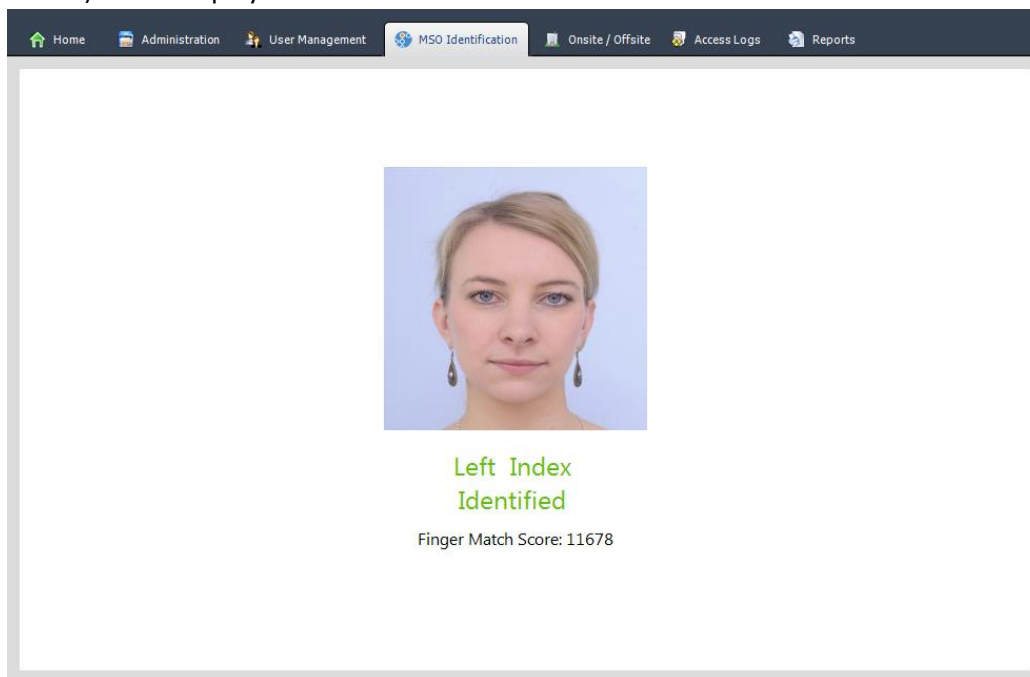 Home Administration User Management MSO Identification Onsite / Offsite Access Logs Reports
Left Index
Identified
Finger Match Score: 11678